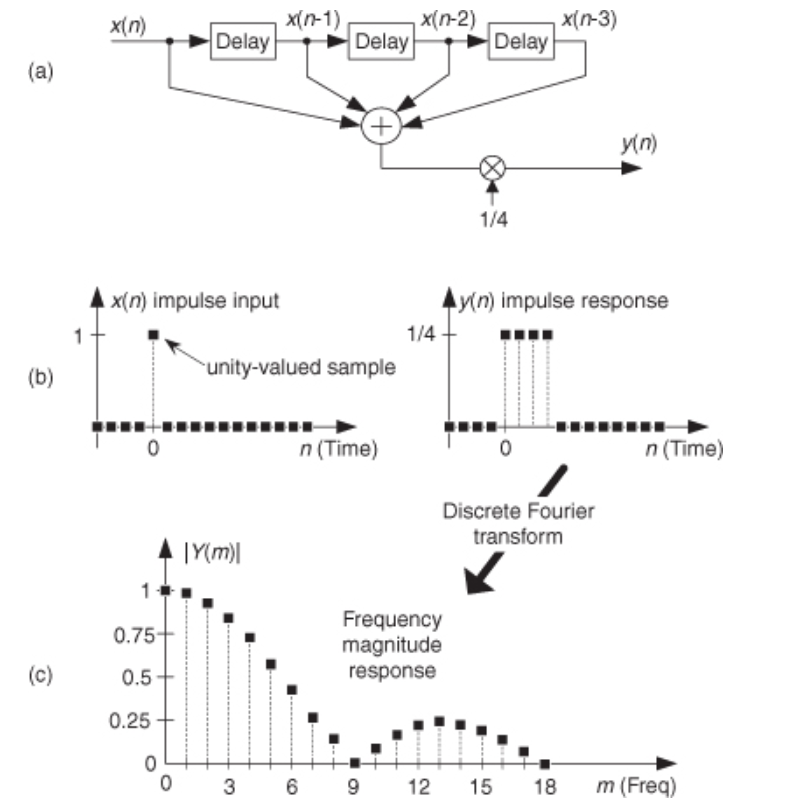 x(n) x(n-1) x(n-2) x(n-3)
Delay Delay Delay
(a)
+
y(n)
1/4
x(n) impulse input
1
unity-valued sample
(b)
0
n (Time)
y(n) impulse response
1/4
0
n (Time)
Discrete Fourier
transform
|Y(m)|
1
0.75
0.5
0.25
0
Frequency
magnitude
response
(c)
0 3 6 9 12 15 18 m (Freq)